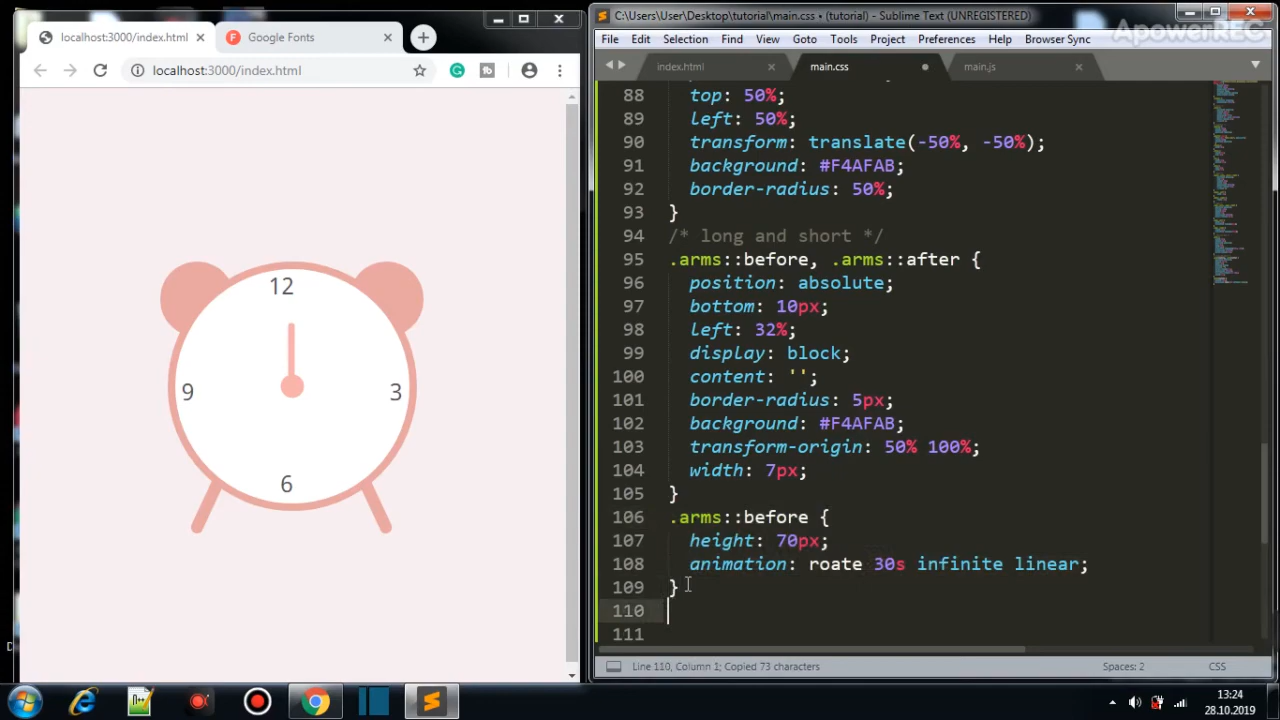 localhost:3000/index.html
Google Fonts
localhost:3000/index.html
12
9
3
6
C:\Users\User\Desktop\tutorial\main.css • (tutorial) - Sublime Text (UNREGISTERED)
ApowerREC
File Edit Selection Find View Goto Tools Project Preferences Help Browser Sync
index.html main.css main.js
88 top: 50%;
89 left: 50%;
90 transform: translate(-50%, -50%);
91 background: #F4AFAB;
92 border-radius: 50%;
93 }
94 /* long and short */
95 .arms::before, .arms::after {
96 position: absolute;
97 bottom: 10px;
98 left: 32%;
99 display: block;
100 content: '';
101 border-radius: 5px;
102 background: #F4AFAB;
103 transform-origin: 50% 100%;
104 width: 7px;
105 }
106 .arms::before {
107 height: 70px;
108 animation: roate 30s infinite linear;
109 }
110
111
Line 110, Column 1; Copied 73 characters
Spaces: 2
CSS
13:24
28.10.2019